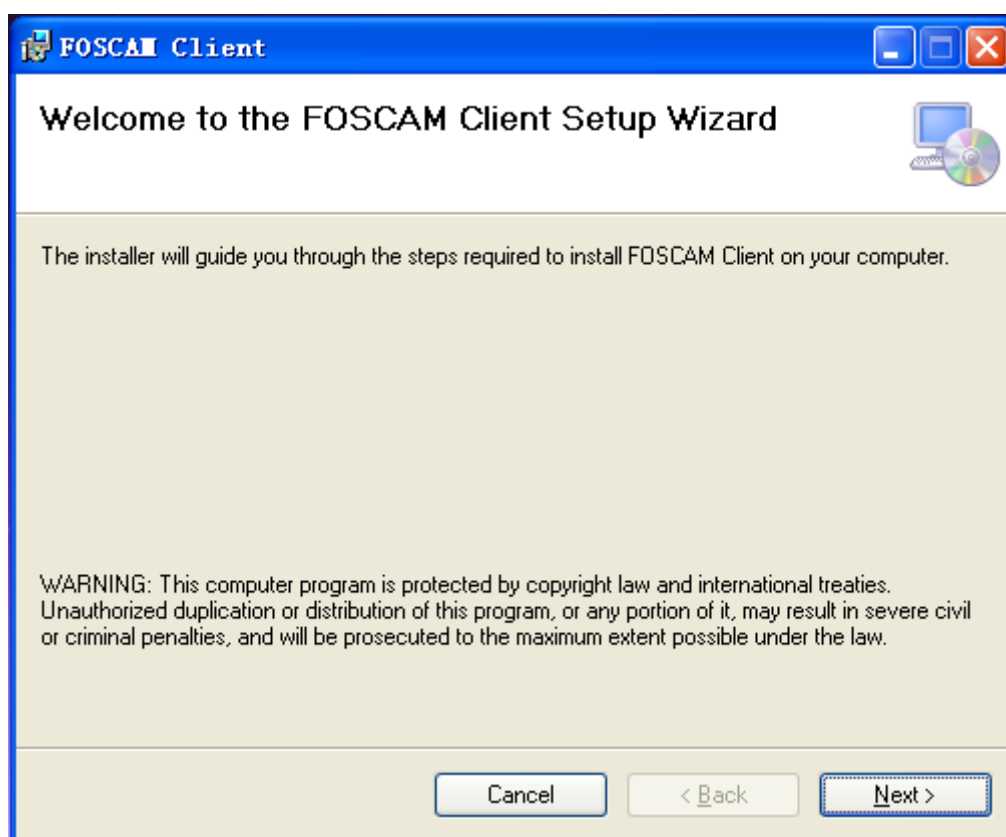 FOSCAM Client
Welcome to the FOSCAM Client Setup Wizard
The installer will guide you through the steps required to install FOSCAM Client on your computer.
WARNING: This computer program is protected by copyright law and international treaties.
Unauthorized duplication or distribution of this program, or any portion of it, may result in severe civil
or criminal penalties, and will be prosecuted to the maximum extent possible under the law.
Cancel < Back Next >